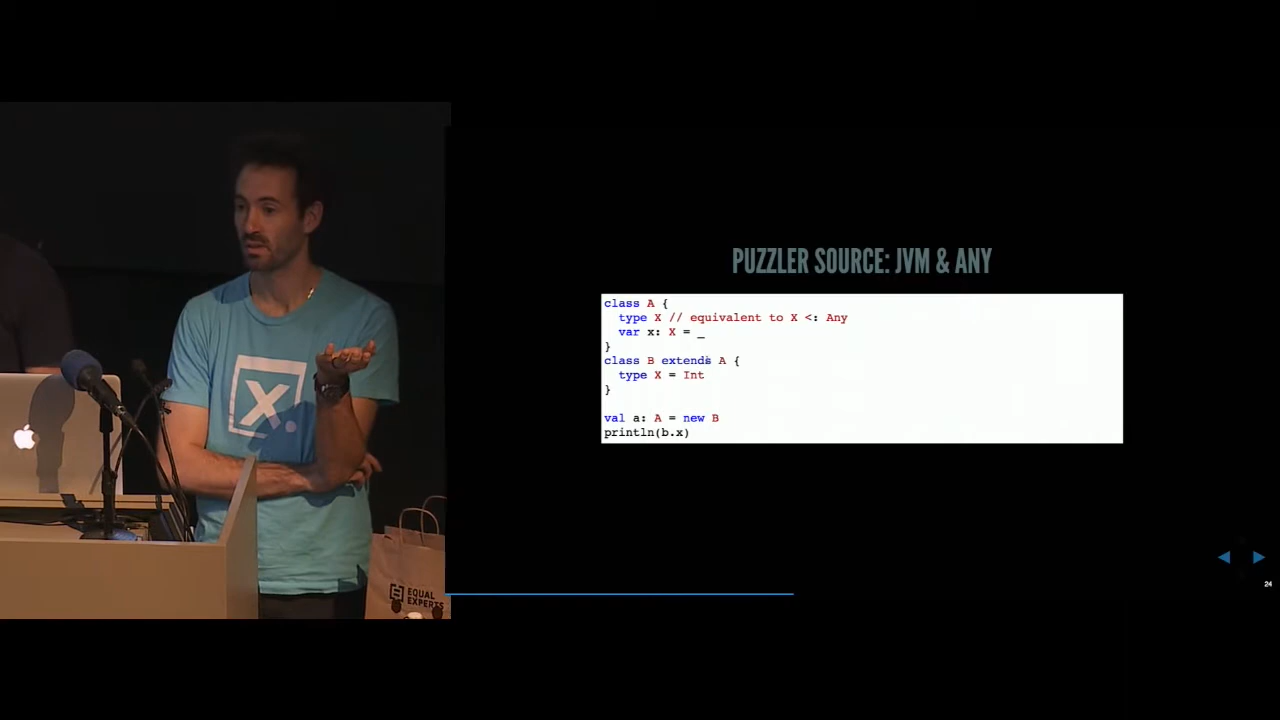 PUZZLER SOURCE: JVM & ANY
class A {
  type X // equivalent to X <: Any
  var x: X = _
}
class B extends A {
  type X = Int
}
val a: A = new B
println(b.x)
X.
EQUAL
EXPERTS
24